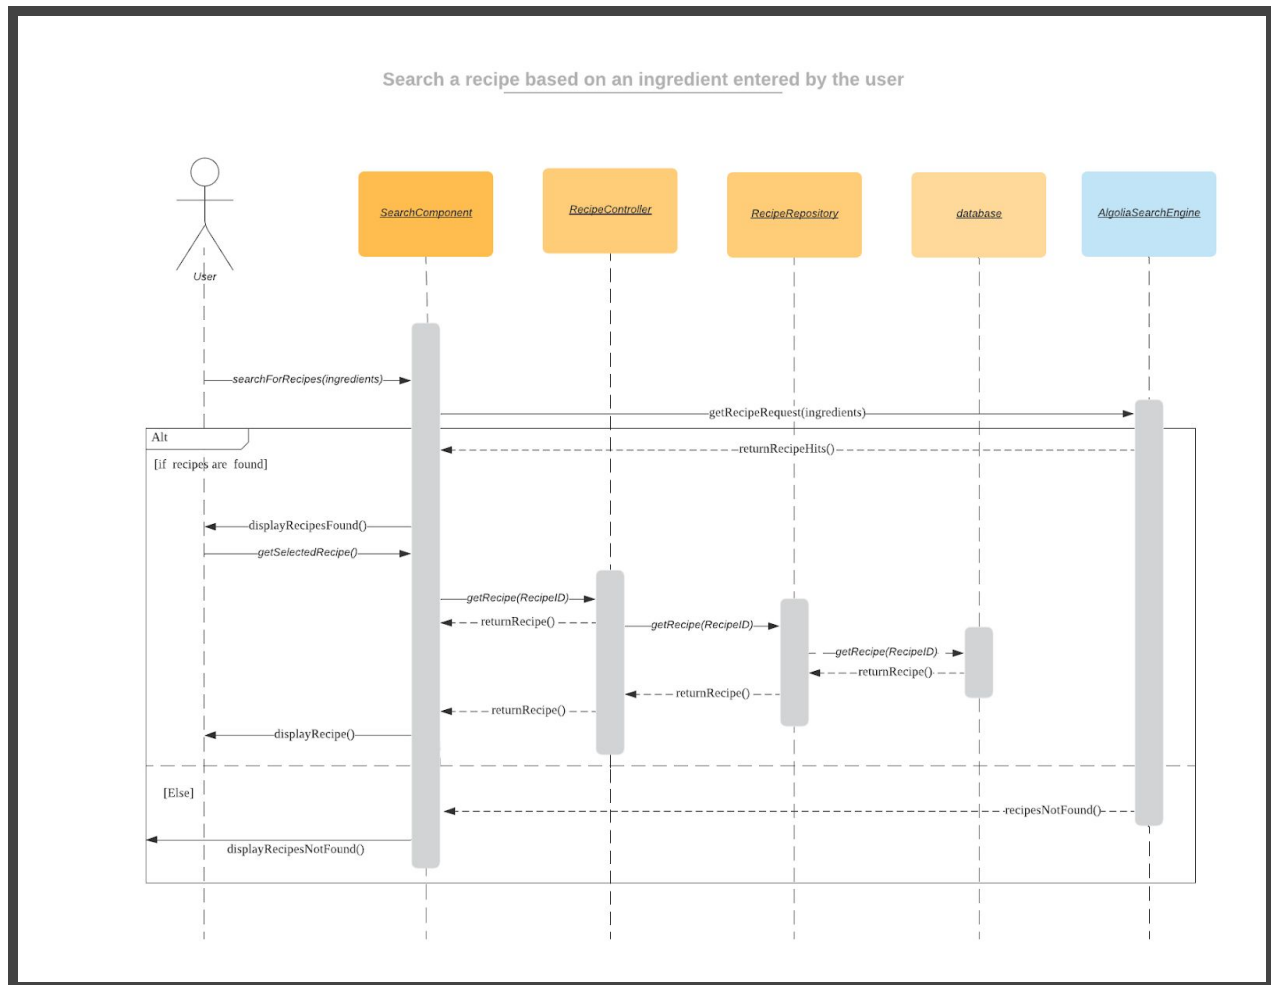 Search a recipe based on an ingredient entered by the user
User
SearchComponent
RecipeController
RecipeRepository
database
AlgoliaSearchEngine
searchForRecipes(ingredients)
getRecipeRequest(ingredients)
Alt
returnRecipeHits()
[if recipes are found]
displayRecipesFound()
getSelectedRecipe()
getRecipe(RecipeID)
returnRecipe()
getRecipe(RecipeID)
getRecipe(RecipeID)
returnRecipe()
returnRecipe()
returnRecipe()
displayRecipe()
[Else]
recipesNotFound()
displayRecipesNotFound()